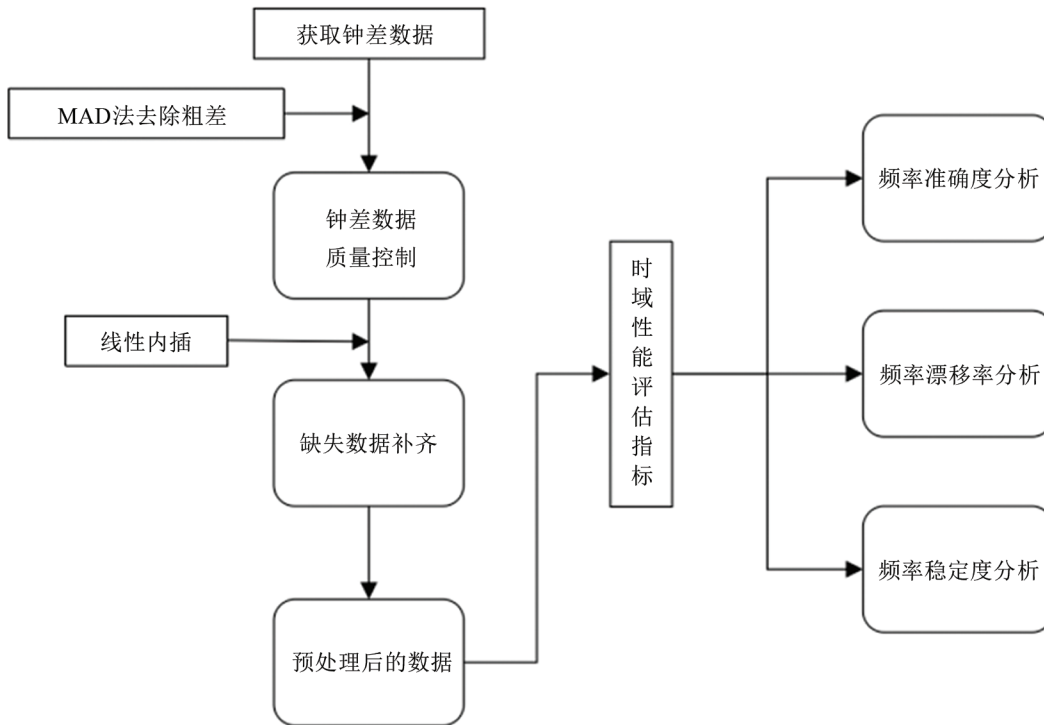 获取钟差数据
MAD法去除粗差
钟差数据
质量控制
线性内插
缺失数据补齐
预处理后的数据
时域性能评估指标
频率准确度分析
频率漂移率分析
频率稳定度分析